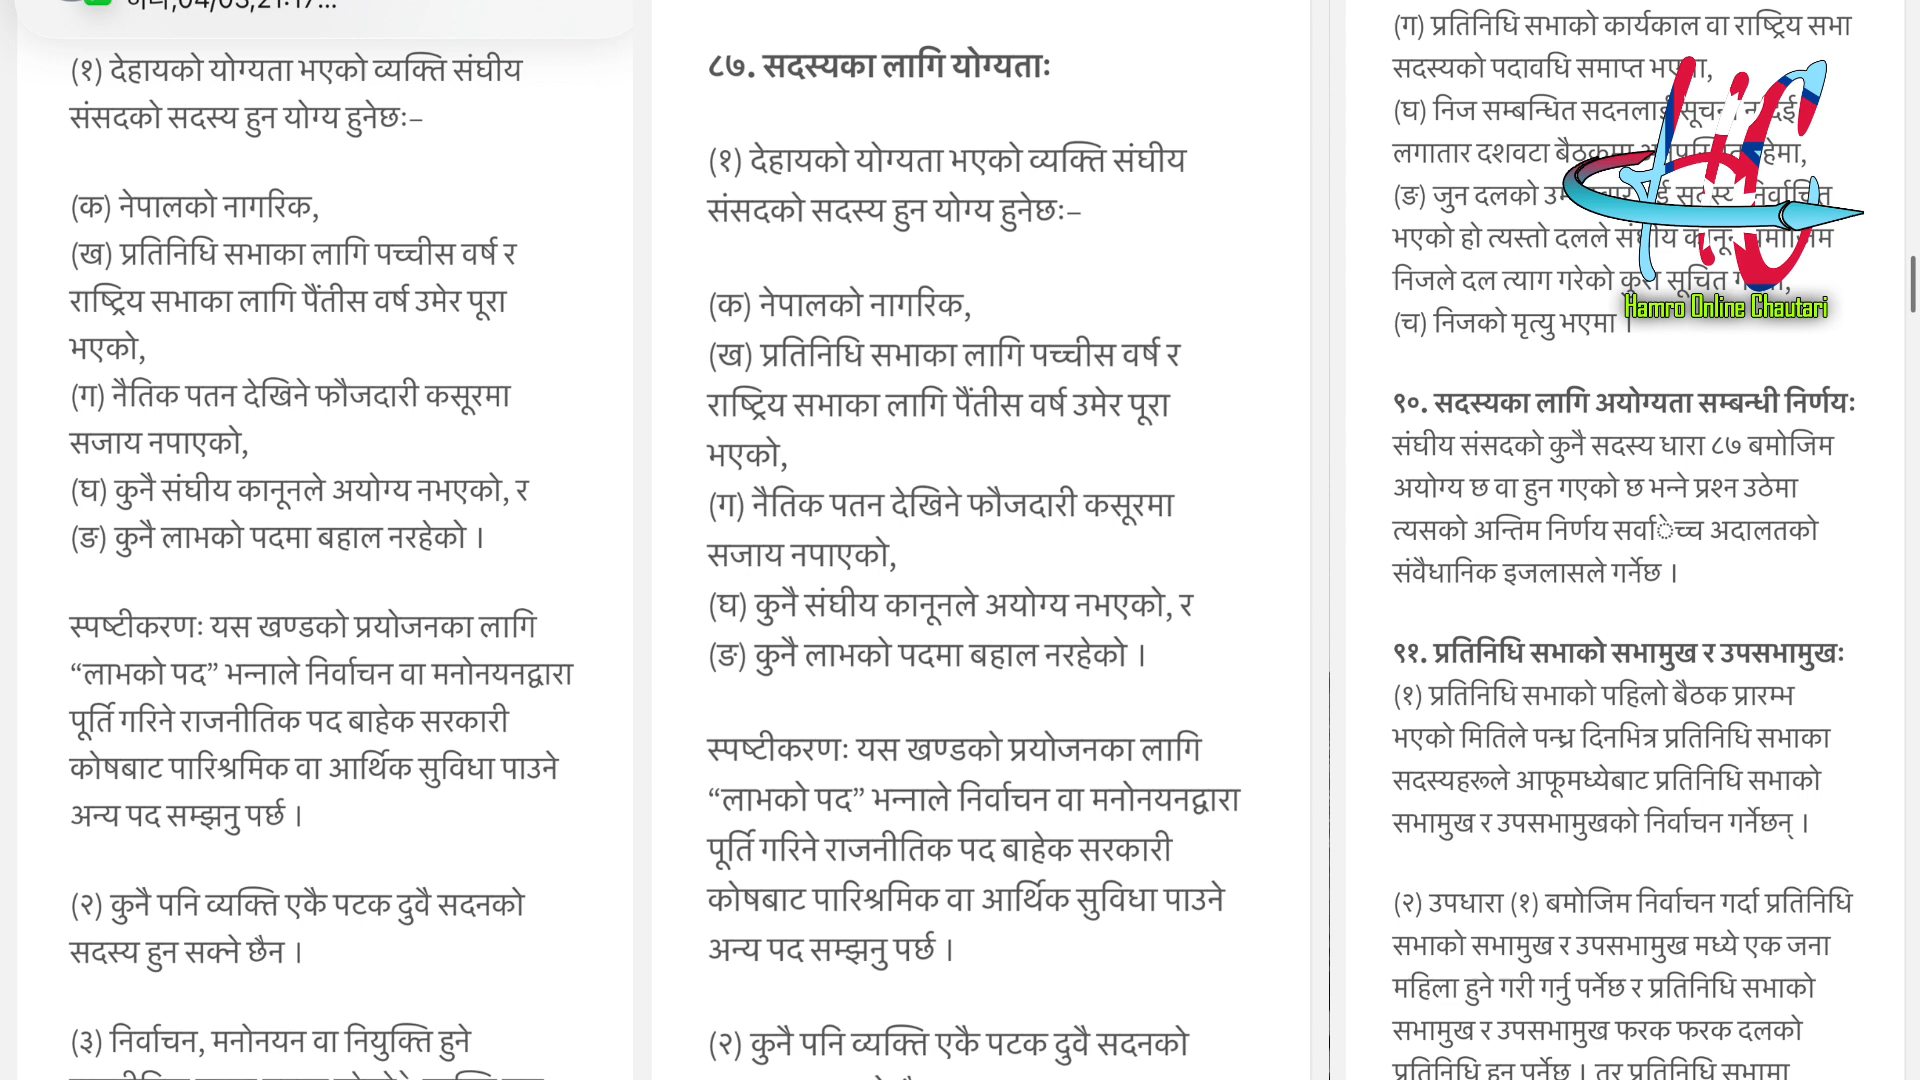 (१) देहायको योग्यता भएको व्यक्ति संघीय
संसदको सदस्य हुन योग्य हुनेछः–
(क) नेपालको नागरिक,
(ख) प्रतिनिधि सभाका लागि पच्चीस वर्ष र
राष्ट्रिय सभाका लागि पैंतीस वर्ष उमेर पूरा
भएको,
(ग) नैतिक पतन देखिने फौजदारी कसूरमा
सजाय नपाएको,
(घ) कुनै संघीय कानूनले अयोग्य नभएको, र
(ङ) कुनै लाभको पदमा बहाल नरहेको ।
स्पष्टीकरणः यस खण्डको प्रयोजनका लागि
“लाभको पद” भन्नाले निर्वाचन वा मनोनयनद्वारा
पूर्ति गरिने राजनीतिक पद बाहेक सरकारी
कोषबाट पारिश्रमिक वा आर्थिक सुविधा पाउने
अन्य पद सम्झनु पर्छ ।
(२) कुनै पनि व्यक्ति एकै पटक दुवै सदनको
सदस्य हुन सक्ने छैन ।
(३) निर्वाचन, मनोनयन वा नियुक्ति हुने
८७. सदस्यका लागि योग्यताः
(१) देहायको योग्यता भएको व्यक्ति संघीय
संसदको सदस्य हुन योग्य हुनेछः–
(क) नेपालको नागरिक,
(ख) प्रतिनिधि सभाका लागि पच्चीस वर्ष र
राष्ट्रिय सभाका लागि पैंतीस वर्ष उमेर पूरा
भएको,
(ग) नैतिक पतन देखिने फौजदारी कसूरमा
सजाय नपाएको,
(घ) कुनै संघीय कानूनले अयोग्य नभएको, र
(ङ) कुनै लाभको पदमा बहाल नरहेको ।
स्पष्टीकरणः यस खण्डको प्रयोजनका लागि
“लाभको पद” भन्नाले निर्वाचन वा मनोनयनद्वारा
पूर्ति गरिने राजनीतिक पद बाहेक सरकारी
कोषबाट पारिश्रमिक वा आर्थिक सुविधा पाउने
अन्य पद सम्झनु पर्छ ।
(२) कुनै पनि व्यक्ति एकै पटक दुवै सदनको
(ग) प्रतिनिधि सभाको कार्यकाल वा राष्ट्रिय सभा
सदस्यको पदावधि समाप्त
(घ) निज सम्बन्धित सदनलाई
लगातार दशवटा
(ङ) जुन दलको निर्वाचित
भएको हो त्यस्तो दलले संघीय
निजले दल त्याग गरेको कुरा सूचित
(च) निजको मृत्यु भएमा ।
Hamro Online Chautari
९०. सदस्यका लागि अयोग्यता सम्बन्धी निर्णयः
संघीय संसदको कुनै सदस्य धारा ८७ बमोजिम
अयोग्य छ वा हुन गएको छ भन्ने प्रश्न उठेमा
त्यसको अन्तिम निर्णय सर्वाेच्च अदालतको
संवैधानिक इजलासले गर्नेछ ।
९१. प्रतिनिधि सभाको सभामुख र उपसभामुखः
(१) प्रतिनिधि सभाको पहिलो बैठक प्रारम्भ
भएको मितिले पन्ध्र दिनभित्र प्रतिनिधि सभाका
सदस्यहरूले आफूमध्येबाट प्रतिनिधि सभाको
सभामुख र उपसभामुखको निर्वाचन गर्नेछन् ।
(२) उपधारा (१) बमोजिम निर्वाचन गर्दा प्रतिनिधि
सभाको सभामुख र उपसभामुख मध्ये एक जना
महिला हुने गरी गर्नु पर्नेछ र प्रतिनिधि सभाको
सभामुख र उपसभामुख फरक फरक दलको
प्रतिनिधि हुन पर्नेछ । तर प्रतिनिधि सभामा